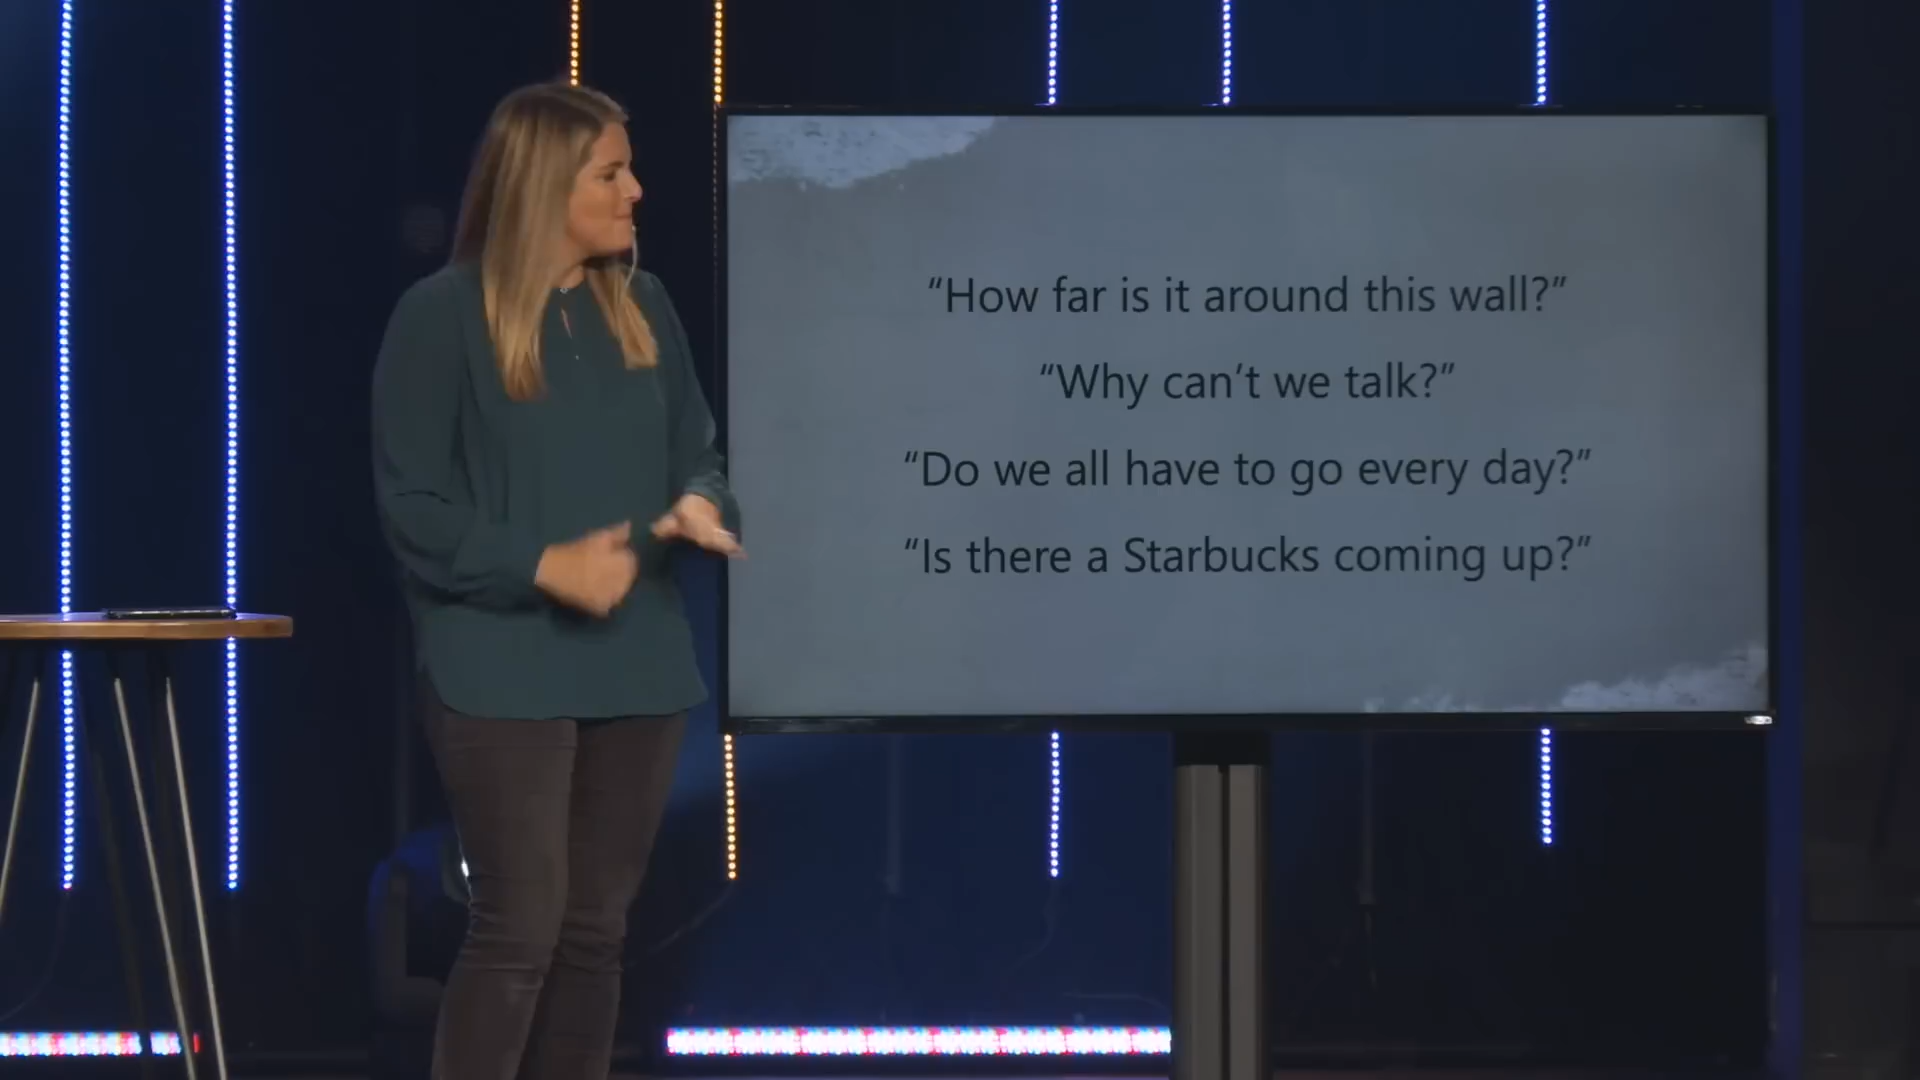 “How far is it around this wall?”
“Why can’t we talk?”
“Do we all have to go every day?”
“Is there a Starbucks coming up?”